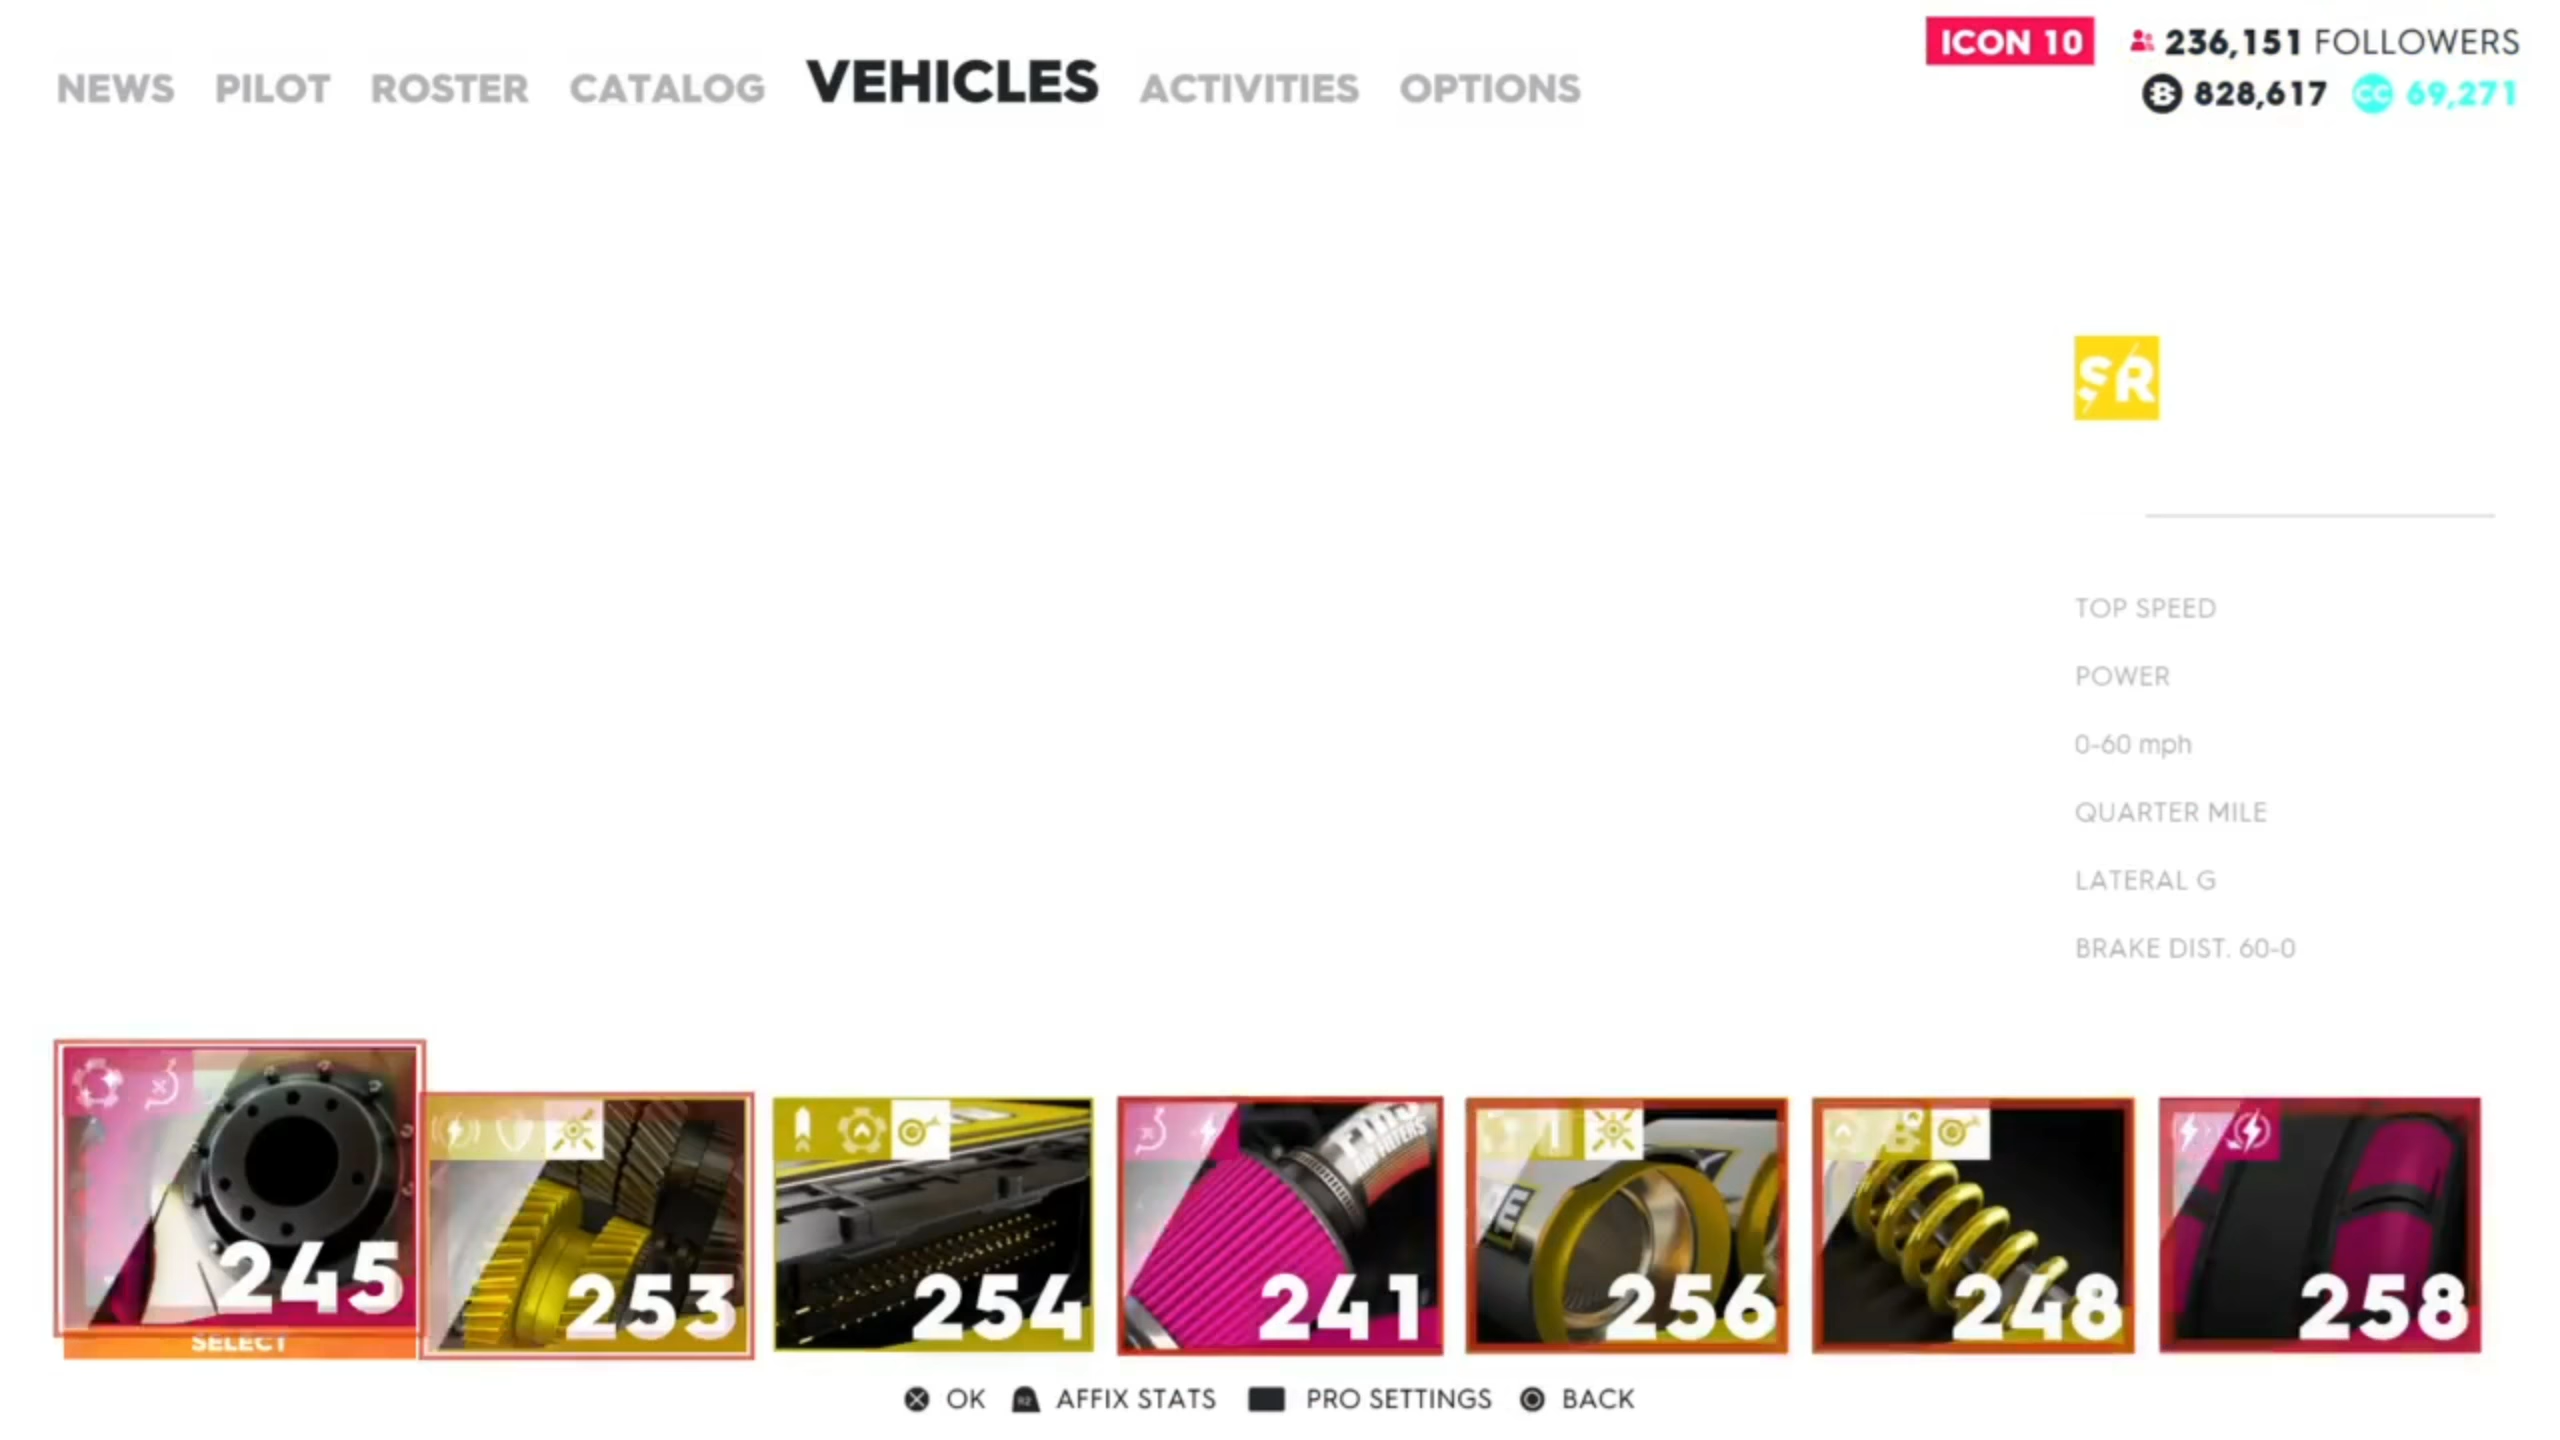 NEWS PILOT ROSTER CATALOG VEHICLES ACTIVITIES OPTIONS
ICON 10 236,151 FOLLOWERS
828,617 CC 69,271
SR
TOP SPEED
POWER
0-60 mph
QUARTER MILE
LATERAL G
BRAKE DIST. 60-0
245 253 254 241 256 248 258
SELECT
OK R2 AFFIX STATS PRO SETTINGS BACK